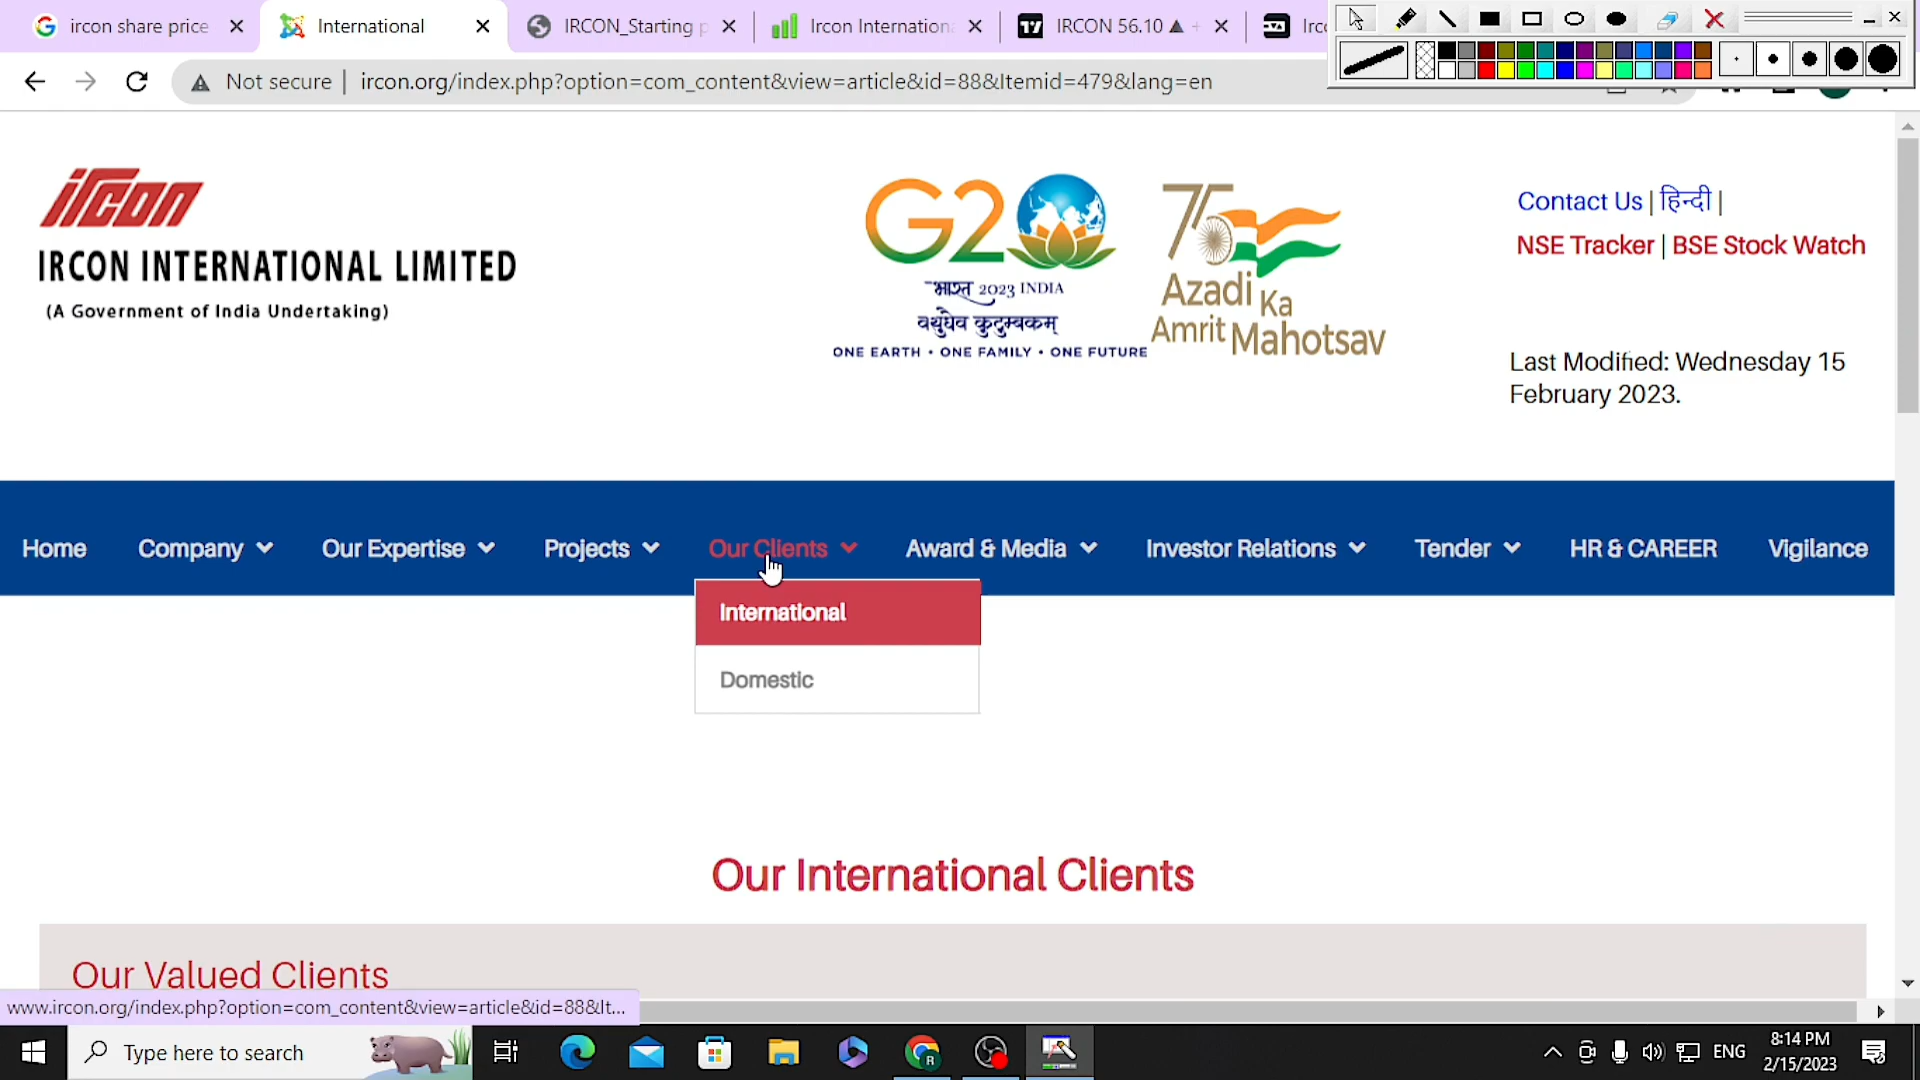 ircon share price
International
IRCON_Starting p
Ircon Internationa
IRCON 56.10 ▲ +
Irc
Not secure | ircon.org/index.php?option=com_content&view=article&id=88&Itemid=479&lang=en
ircon
IRCON INTERNATIONAL LIMITED
(A Government of India Undertaking)
G20
भारत 2023 INDIA
वसुधैव कुटुम्बकम्
ONE EARTH • ONE FAMILY • ONE FUTURE
75
Azadi Ka
Amrit Mahotsav
Contact Us | हिन्दी |
NSE Tracker | BSE Stock Watch
Last Modified: Wednesday 15
February 2023.
Home
Company
Our Expertise
Projects
Our Clients
Award & Media
Investor Relations
Tender
HR & CAREER
Vigilance
International
Domestic
Our International Clients
Our Valued Clients
www.ircon.org/index.php?option=com_content&view=article&id=88&It...
Type here to search
R
ENG
8:14 PM
2/15/2023